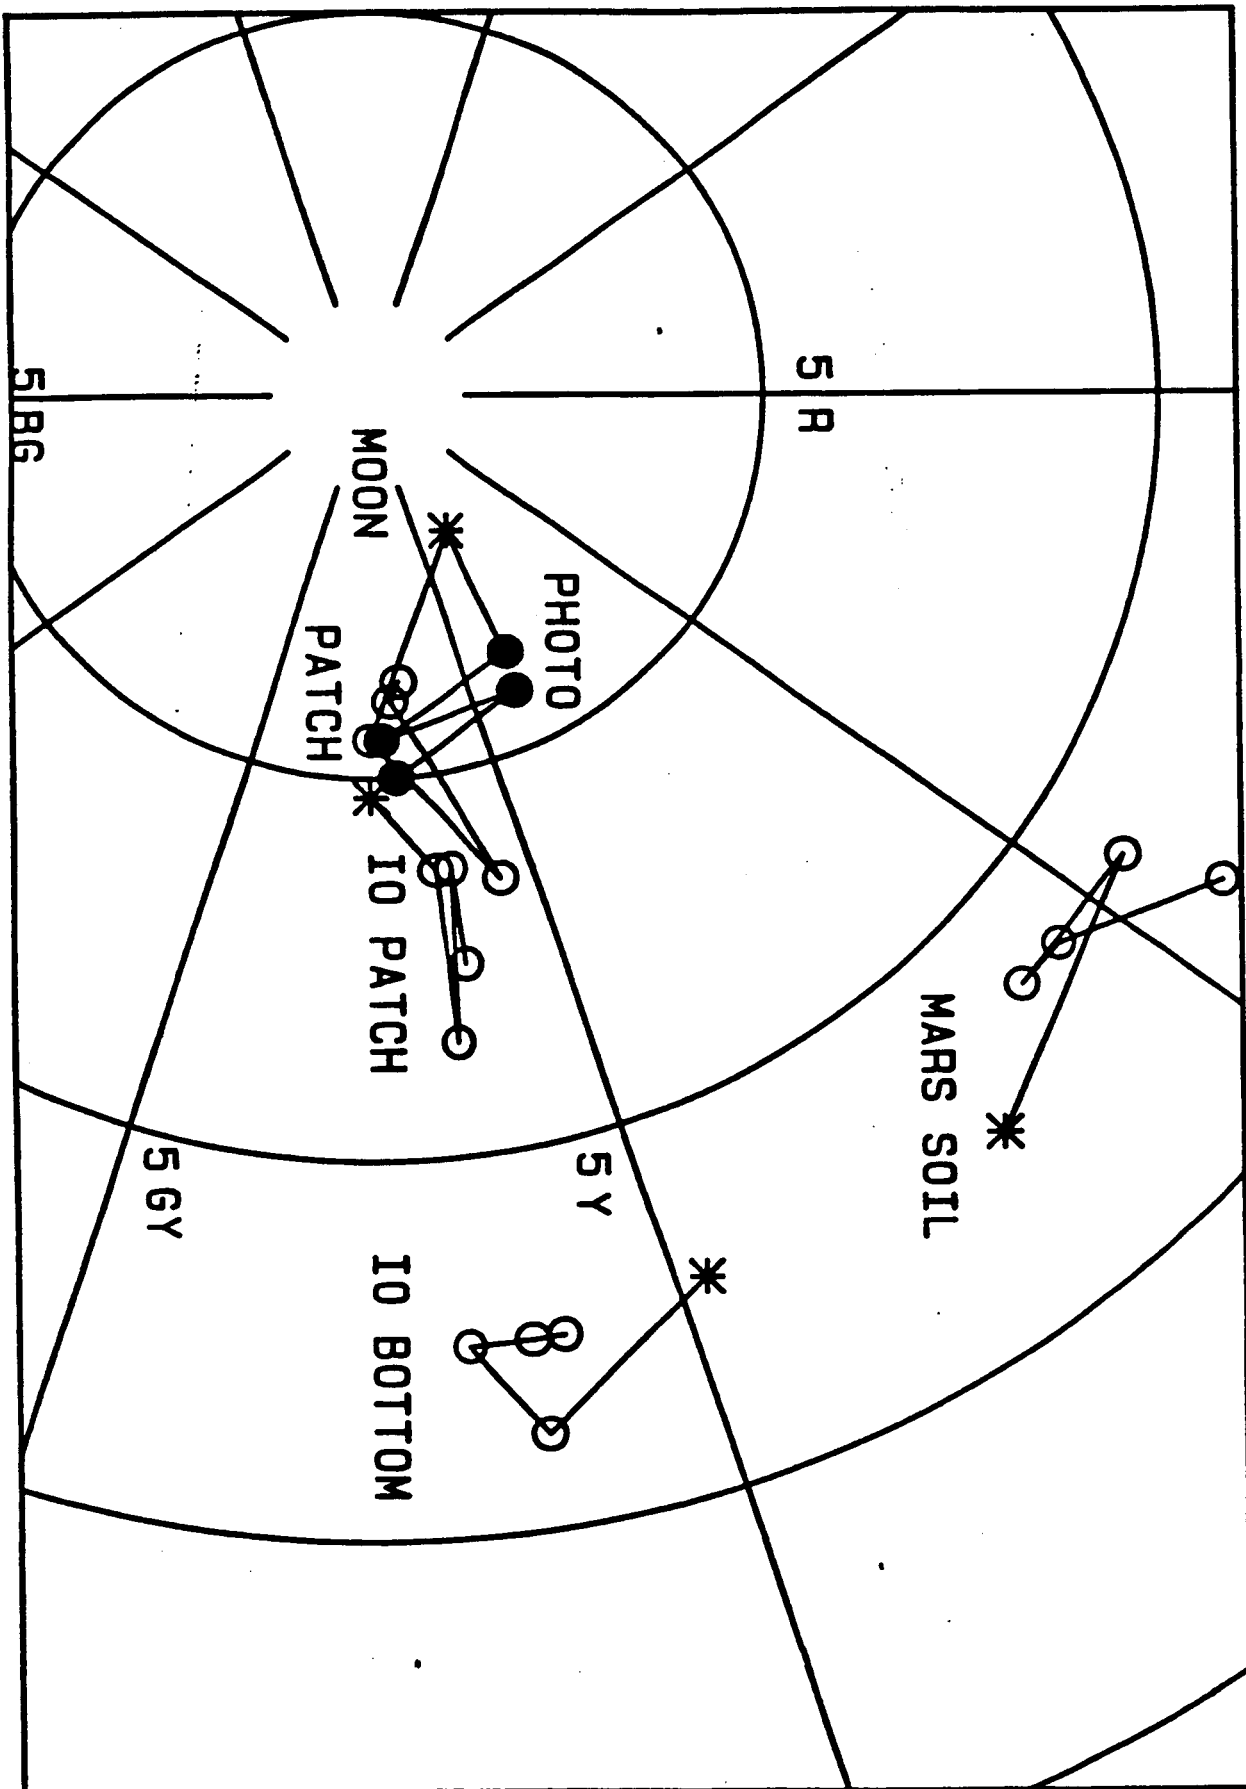 5 R
5 BG
MOON
PHOTO
PATCH
IO PATCH
MARS SOIL
5 Y
5 GY
IO BOTTOM